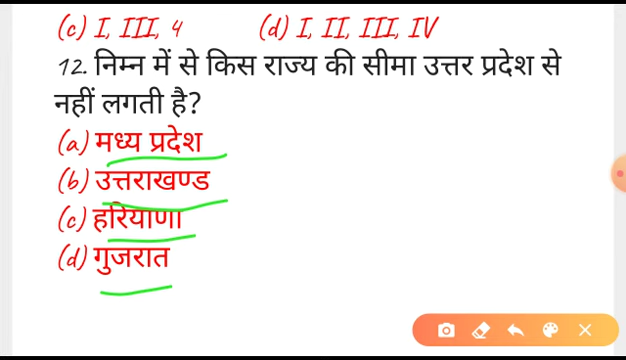 (c) I, III, 4 (d) I, II, III, IV
12. निम्न में से किस राज्य की सीमा उत्तर प्रदेश से
नहीं लगती है?
(a) मध्य प्रदेश
(b) उत्तराखण्ड
(c) हरियाणा
(d) गुजरात